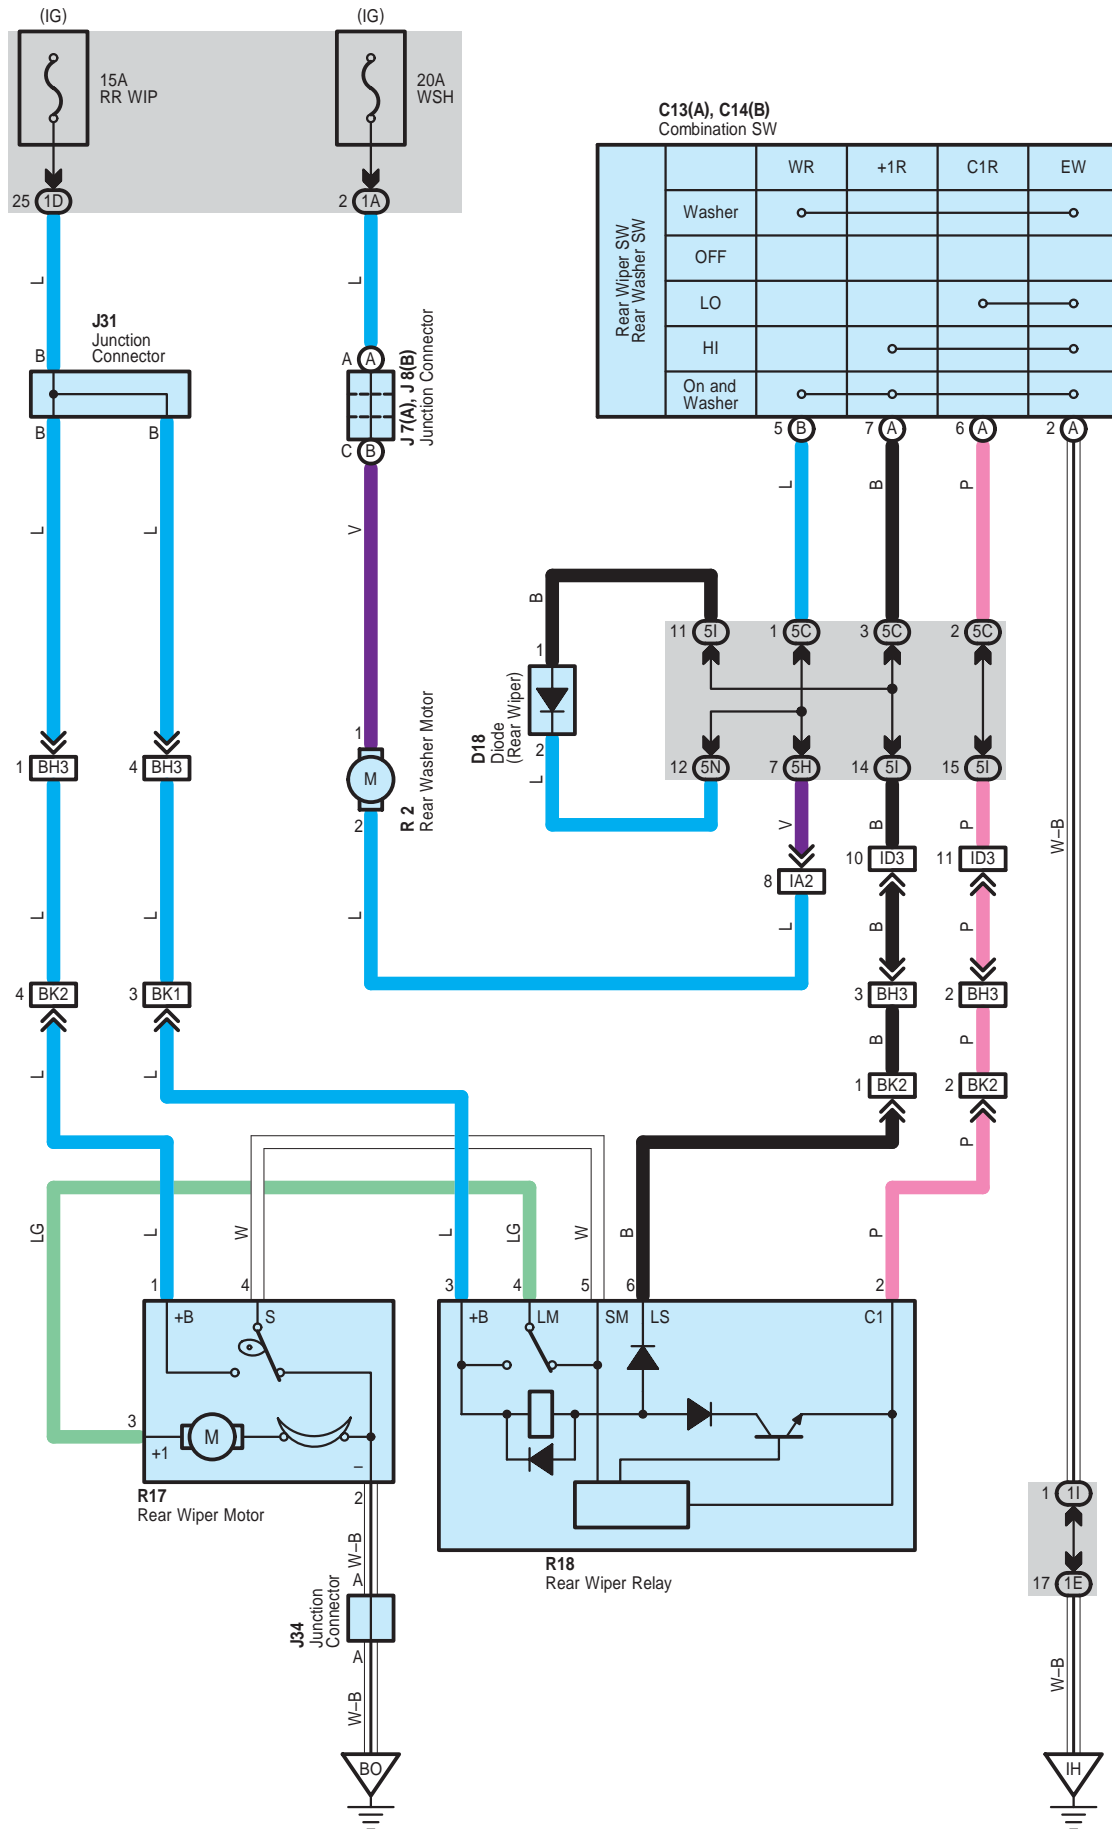 (IG)
(IG)
15A
RR WIP
20A
WSH
25 1D
2 1A
C13(A), C14(B)
Combination SW
Rear Wiper SW
Rear Washer SW
WR +1R C1R EW
Washer
OFF
LO
HI
On and
Washer
5 B
7 A
6 A
2 A
L
L
J31
Junction
Connector
B
B
B
A A
J 7(A), J 8(B)
Junction Connector
C B
L
L
V
L
B
P
B
11 5I
1 5C
3 5C
2 5C
1
D18
Diode
(Rear Wiper)
2
L
12 5N
7 5H
14 5I
15 5I
1 BH3
4 BH3
1
M
2
R 2
Rear Washer Motor
V
B
P
W–B
8 IA2
10 ID3
11 ID3
L
L
L
L
B
P
4 BK2
3 BK1
3 BH3
2 BH3
L
L
B
P
1 BK2
2 BK2
P
LG
L
W
L
LG
W
B
P
1
4
3
4
5
6
2
+B
S
+B
LM
SM
LS
C1
3
+1
M
–
R17
Rear Wiper Motor
2
R18
Rear Wiper Relay
W–B
A
J34
Junction
Connector
A
W–B
BO
1 1I
17 1E
W–B
IH